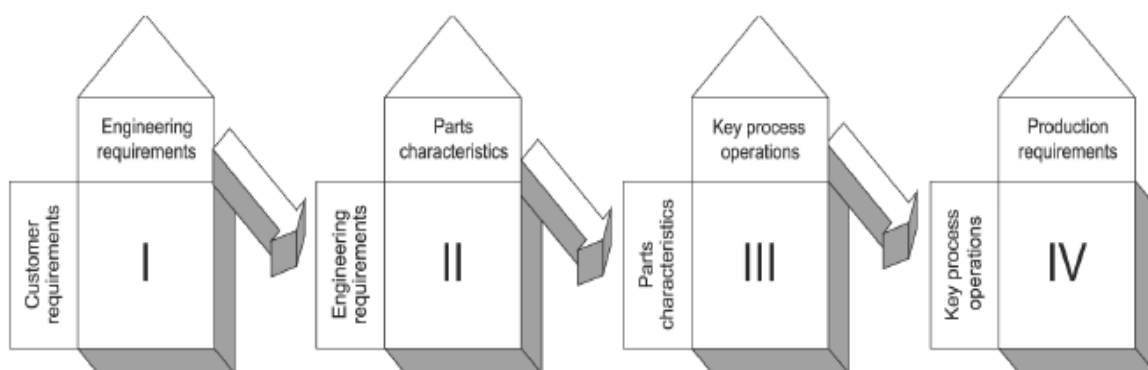 Engineering
requirements
Customer
requirements
I
Parts
characteristics
Engineering
requirements
II
Key process
operations
Parts
characteristics
III
Production
requirements
Key process
operations
IV